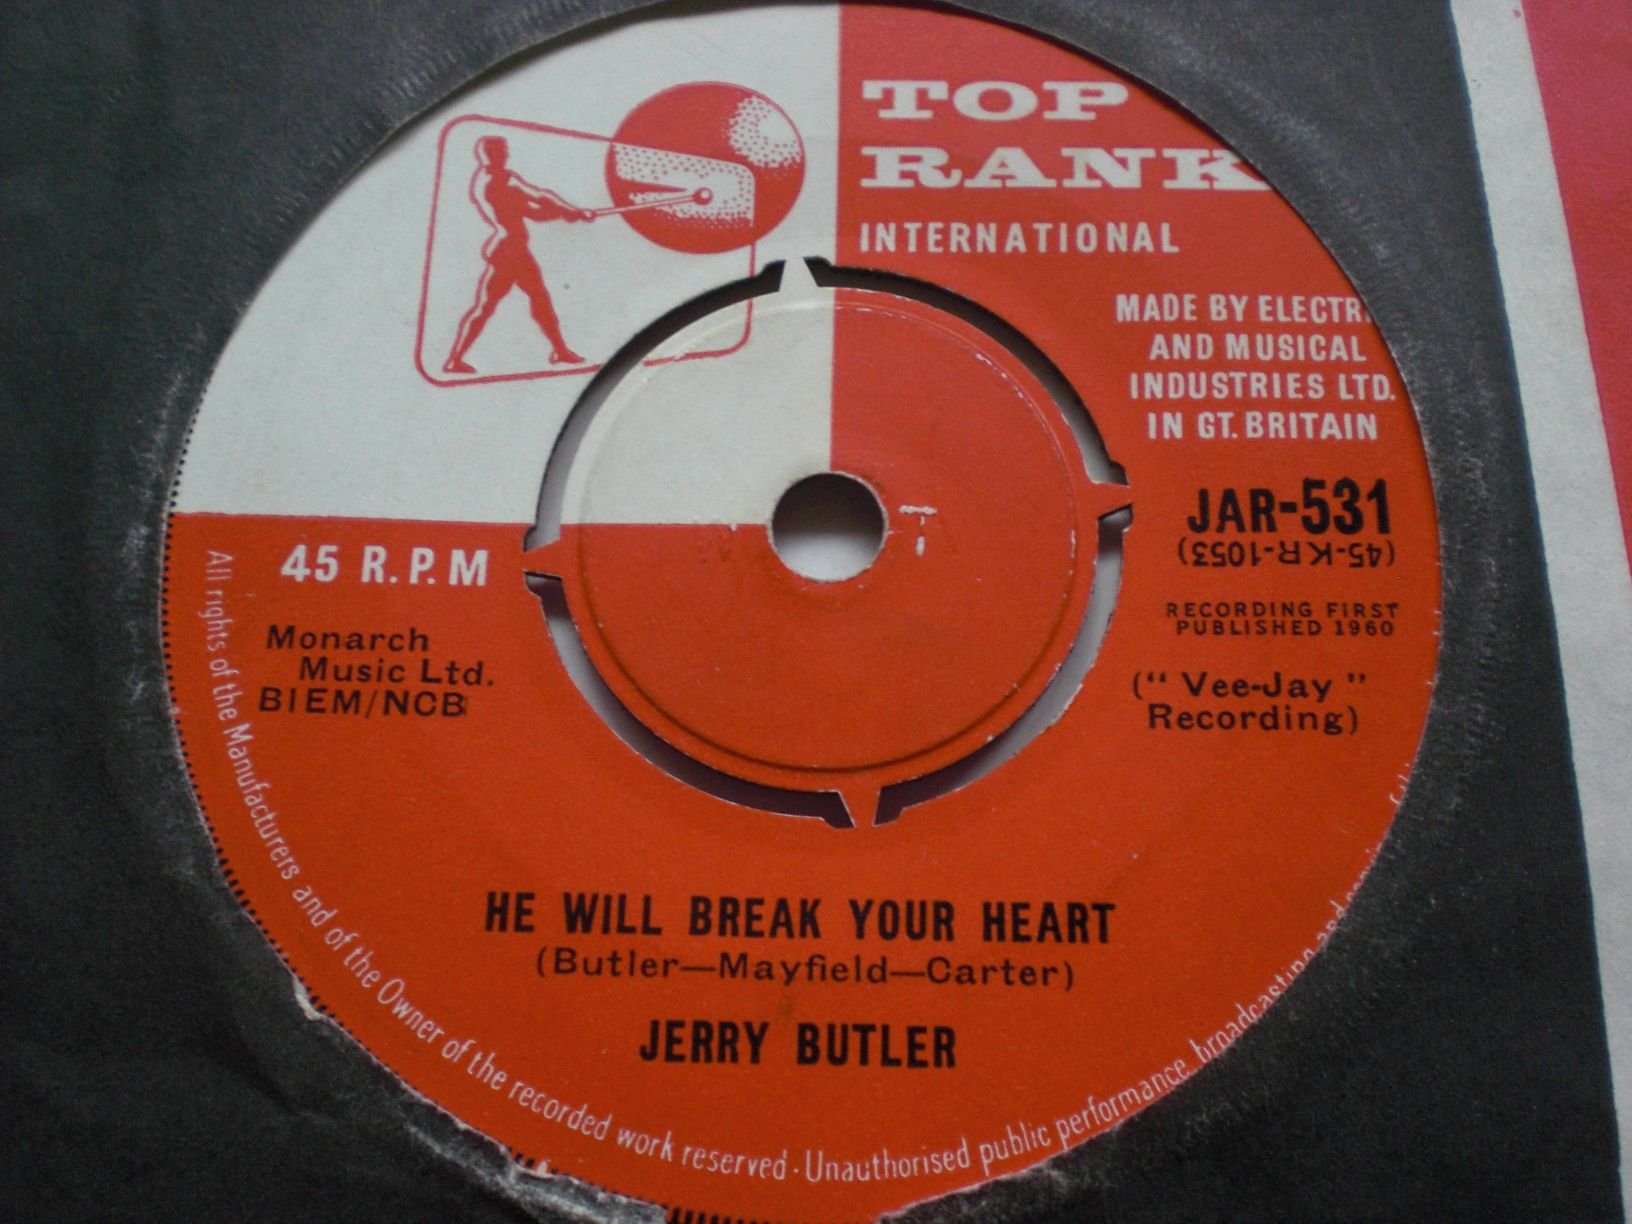 TOP
RANK
INTERNATIONAL
MADE BY ELECTRI
AND MUSICAL
INDUSTRIES LTD.
IN GT. BRITAIN
JAR-531
(45-KR-1053)
RECORDING FIRST
PUBLISHED 1960
(" Vee-Jay "
Recording)
45 R.P.M
Monarch
Music Ltd.
BIEM/NCB
HE WILL BREAK YOUR HEART
(Butler—Mayfield—Carter)
JERRY BUTLER
All rights of the Manufacturers and of the Owner of the recorded work reserved · Unauthorised public performance, broadcasting and